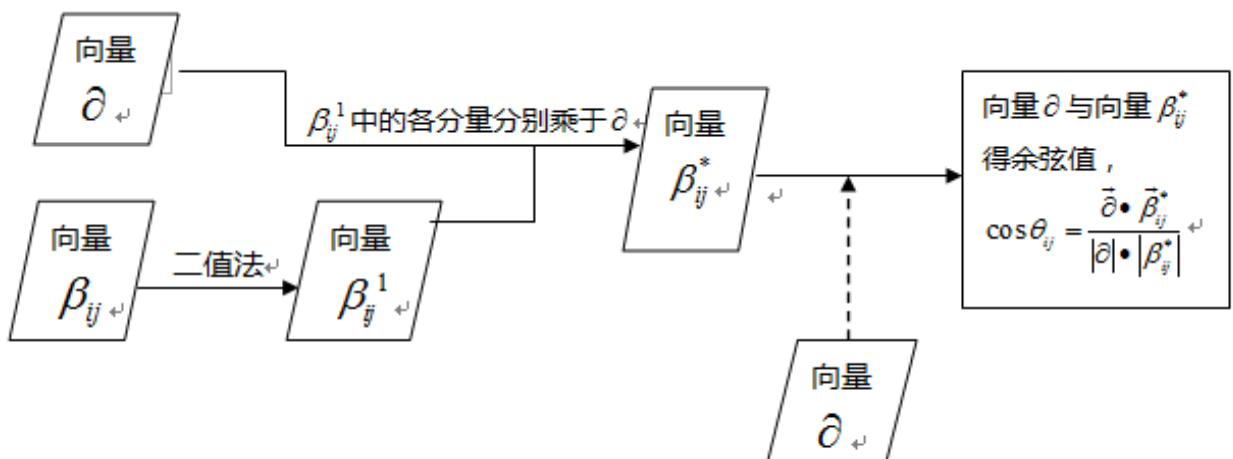 向量
∂ ↵
β_ij^1 中的各分量分别乘于 ∂ ↵
向量
β_ij ↵
二值法↵
向量
β_ij^1 ↵
向量
β_ij^* ↵
↵
向量
∂ ↵
向量 ∂ 与向量 β_ij^*
得余弦值，
cosθ_ij = (∂⃗ • β⃗_ij^*) / (|∂| • |β_ij^*|) ↵